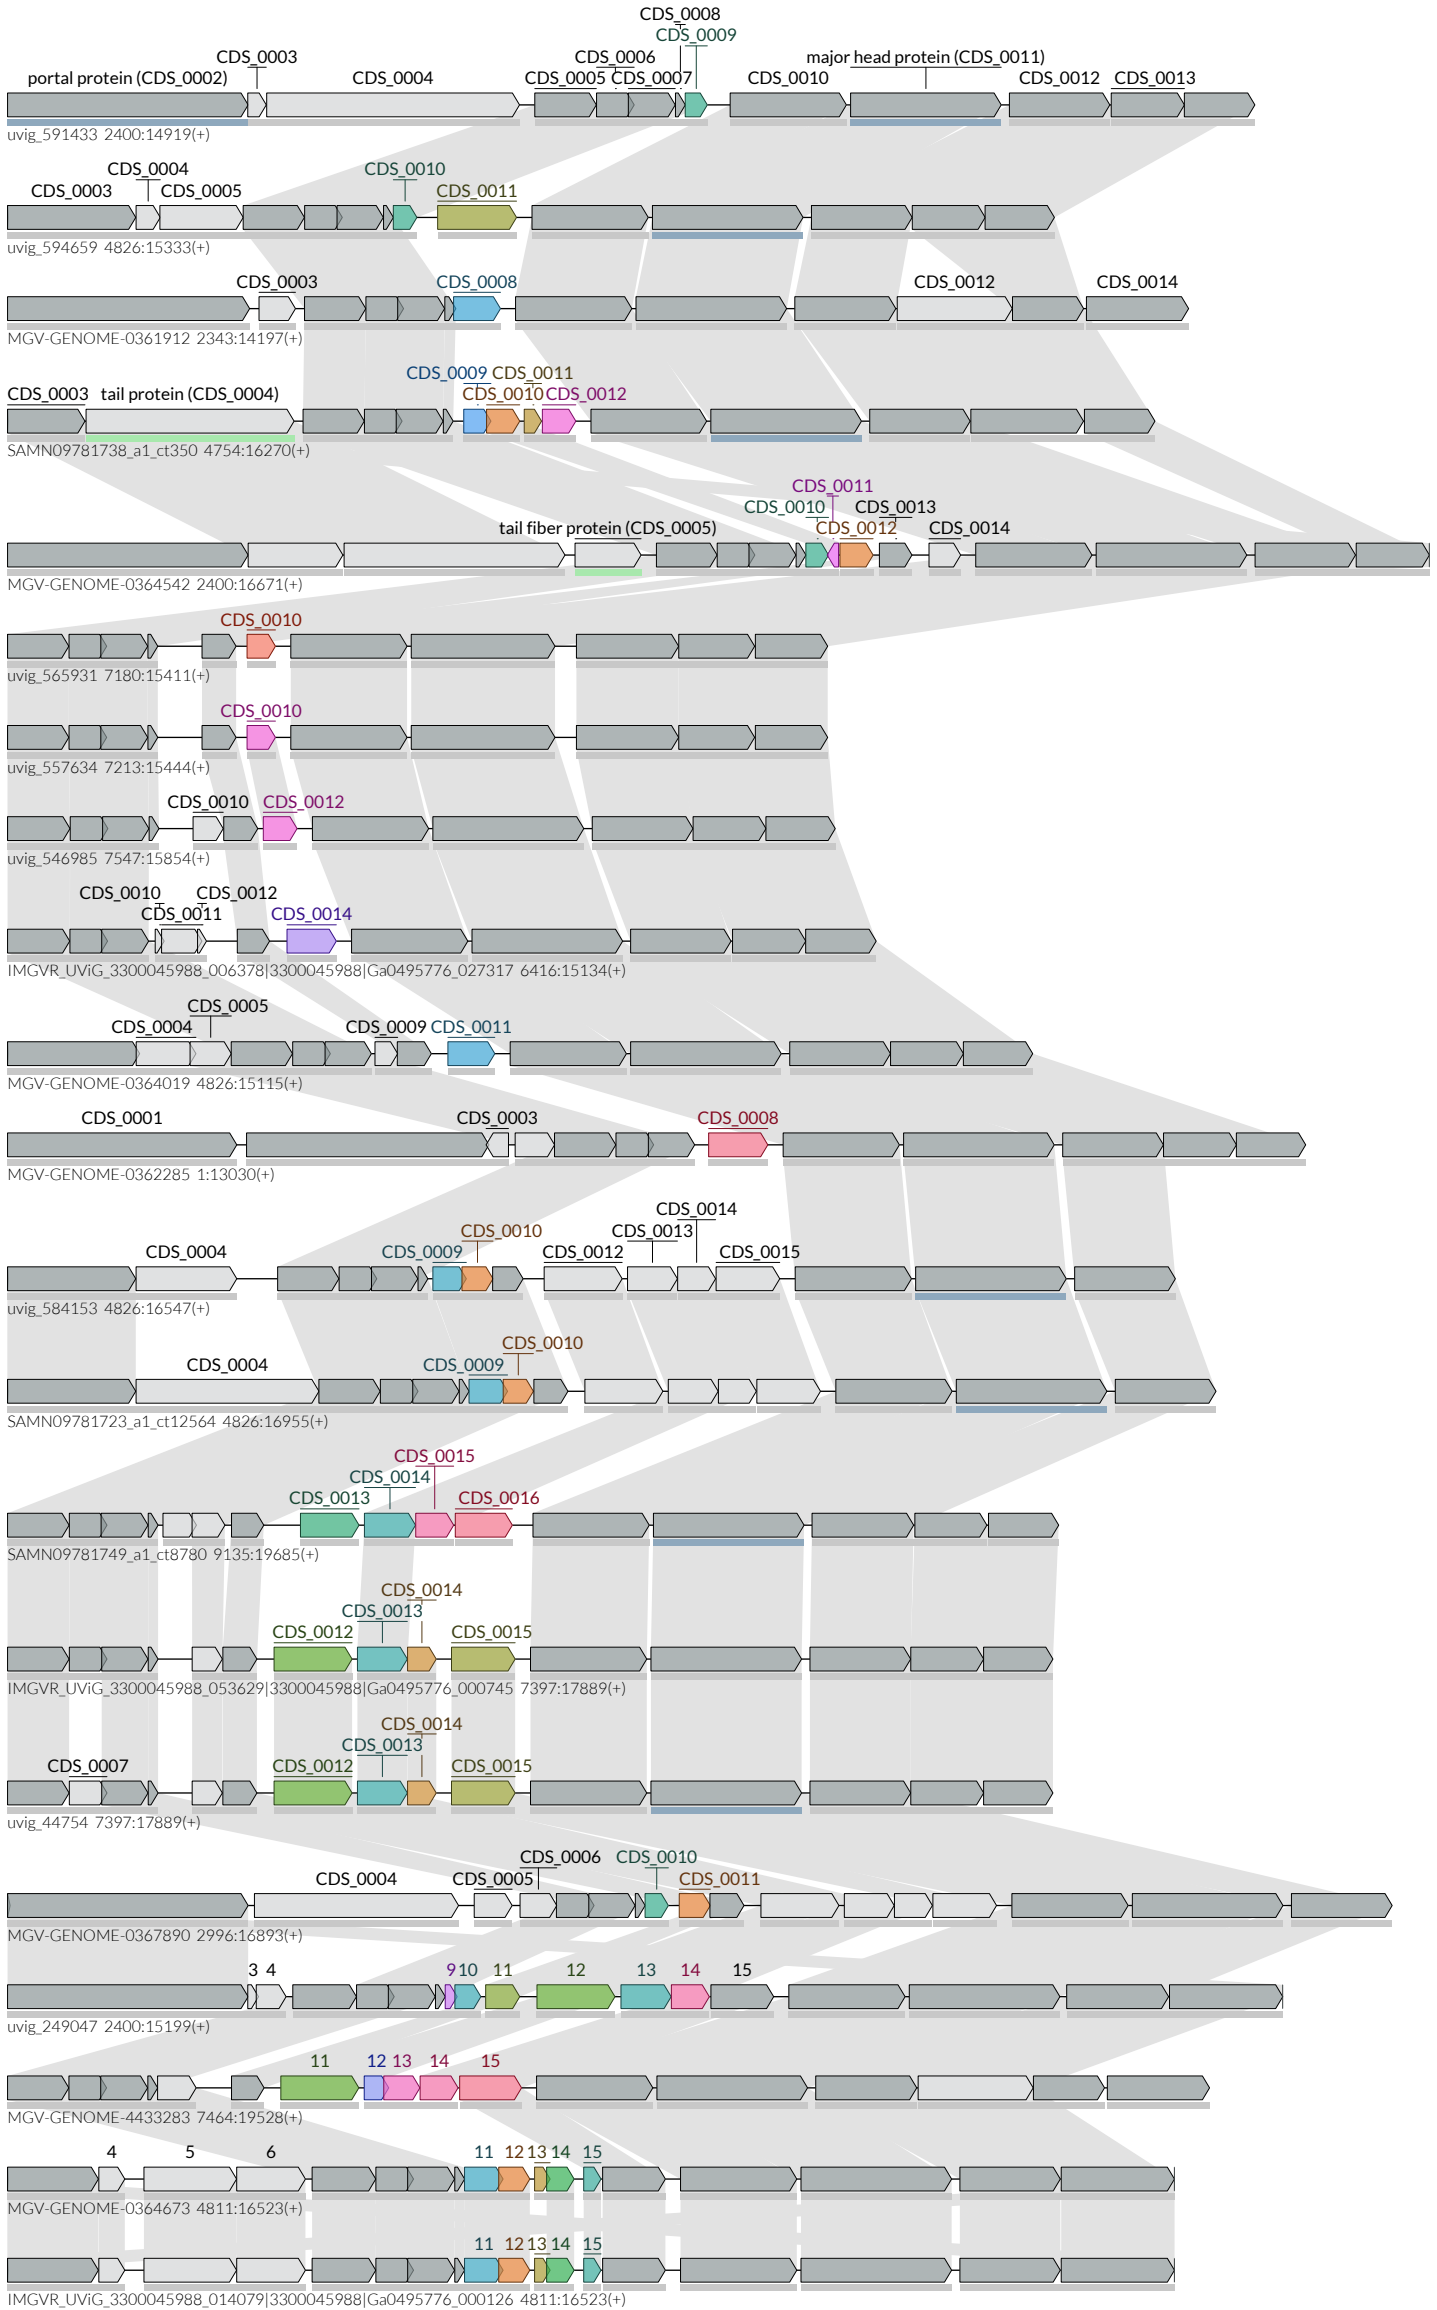 CDS_0008
CDS_0009
CDS_0003 CDS_0006 major head protein (CDS_0011)
portal protein (CDS_0002) CDS_0004 CDS_0005 CDS_0007 CDS_0010 CDS_0012 CDS_0013
uvig_591433 2400:14919(+)
CDS_0004 CDS_0010
CDS_0003 CDS_0005 CDS_0011
uvig_594659 4826:15333(+)
CDS_0003 CDS_0008 CDS_0012 CDS_0014
MGV-GENOME-0361912 2343:14197(+)
CDS_0009 CDS_0011
CDS_0003 tail protein (CDS_0004) CDS_0010 CDS_0012
SAMN09781738_a1_ct350 4754:16270(+)
CDS_0011
CDS_0010 CDS_0013
tail fiber protein (CDS_0005) CDS_0012 CDS_0014
MGV-GENOME-0364542 2400:16671(+)
CDS_0010
uvig_565931 7180:15411(+)
CDS_0010
uvig_557634 7213:15444(+)
CDS_0010 CDS_0012
uvig_546985 7547:15854(+)
CDS_0010 CDS_0012
CDS_0011 CDS_0014
IMGVR_UViG_3300045988_006378|3300045988|Ga0495776_027317 6416:15134(+)
CDS_0005
CDS_0004 CDS_0009 CDS_0011
MGV-GENOME-0364019 4826:15115(+)
CDS_0001 CDS_0003 CDS_0008
MGV-GENOME-0362285 1:13030(+)
CDS_0014
CDS_0010 CDS_0013
CDS_0004 CDS_0009 CDS_0012 CDS_0015
uvig_584153 4826:16547(+)
CDS_0010
CDS_0004 CDS_0009
SAMN09781723_a1_ct12564 4826:16955(+)
CDS_0015
CDS_0014
CDS_0013 CDS_0016
SAMN09781749_a1_ct8780 9135:19685(+)
CDS_0014
CDS_0013
CDS_0012 CDS_0015
IMGVR_UViG_3300045988_053629|3300045988|Ga0495776_000745 7397:17889(+)
CDS_0014
CDS_0013
CDS_0007 CDS_0012 CDS_0015
uvig_44754 7397:17889(+)
CDS_0006 CDS_0010
CDS_0004 CDS_0005 CDS_0011
MGV-GENOME-0367890 2996:16893(+)
3 4 9 10 11 12 13 14 15
uvig_249047 2400:15199(+)
11 12 13 14 15
MGV-GENOME-4433283 7464:19528(+)
4 5 6 11 12 13 14 15
MGV-GENOME-0364673 4811:16523(+)
11 12 13 14 15
IMGVR_UViG_3300045988_014079|3300045988|Ga0495776_000126 4811:16523(+)